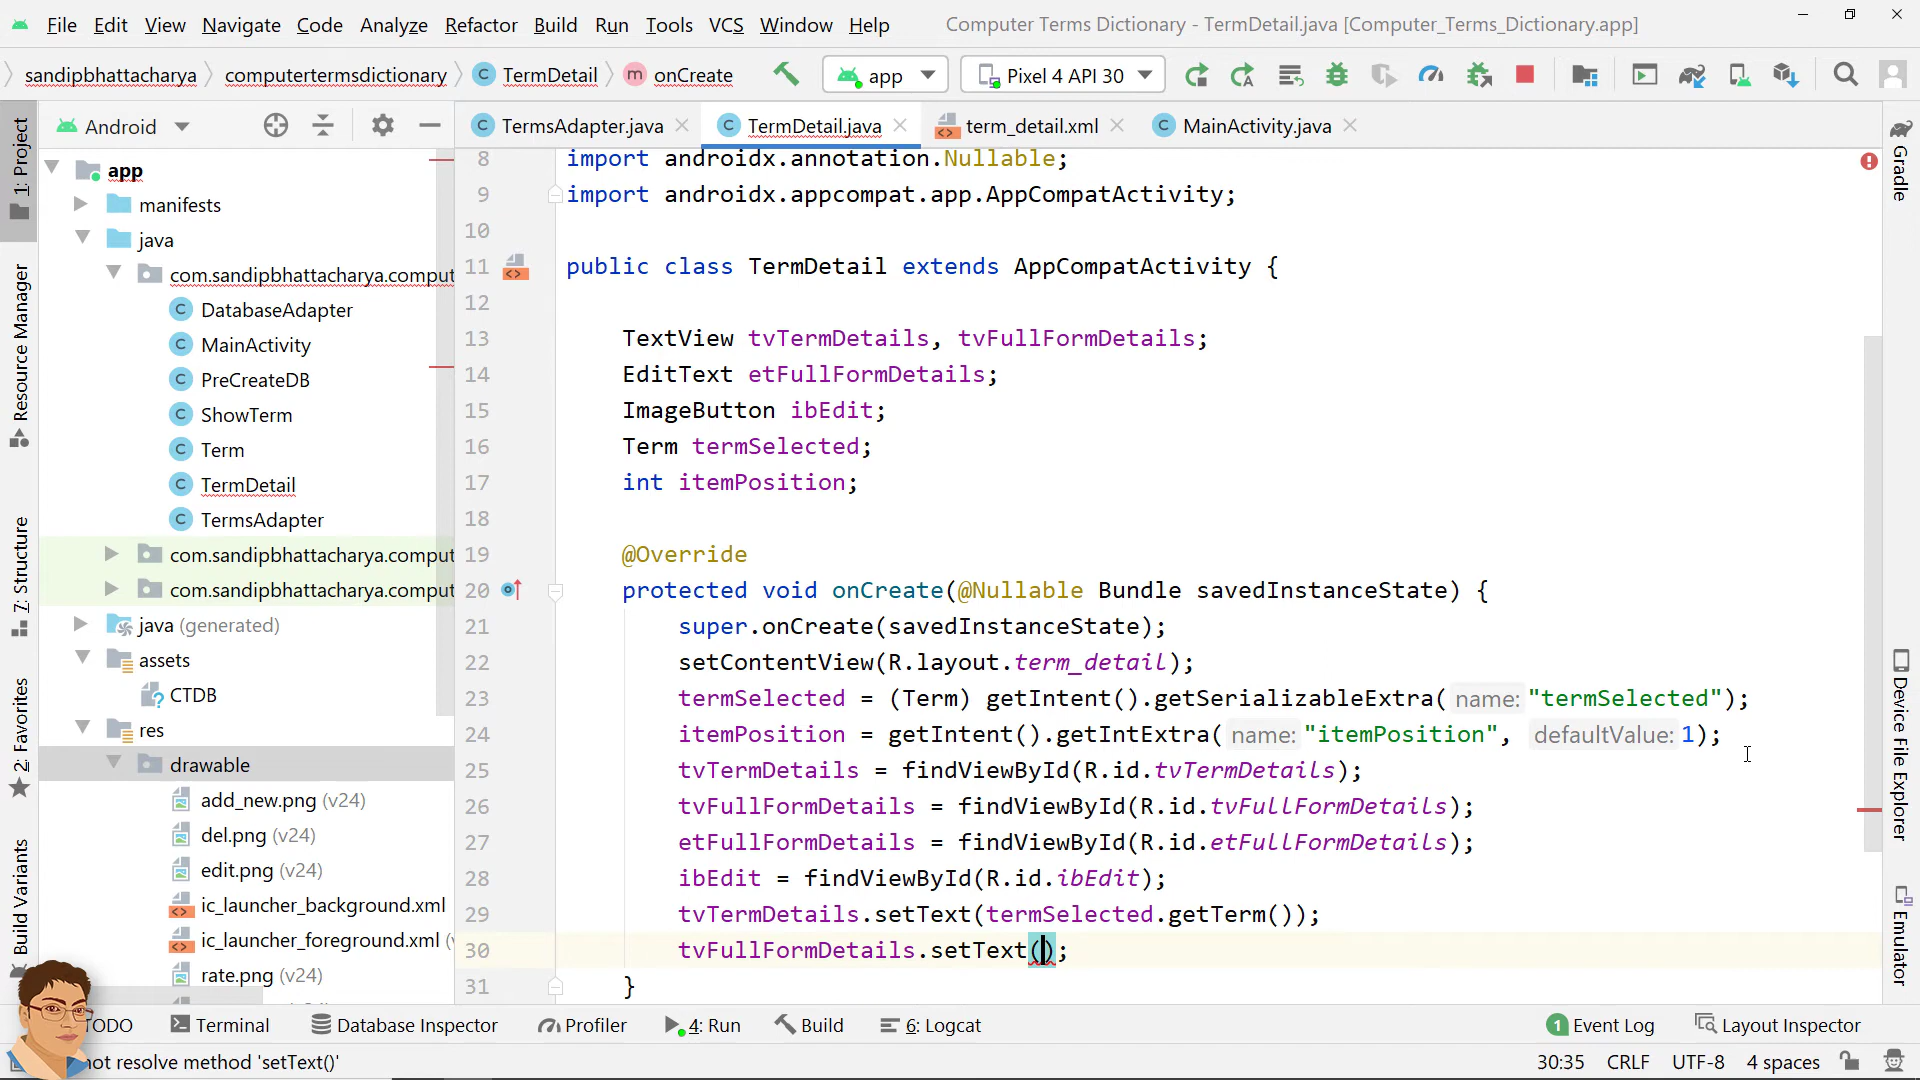 File Edit View Navigate Code Analyze Refactor Build Run Tools VCS Window Help Computer Terms Dictionary - TermDetail.java [Computer_Terms_Dictionary.app]
sandipbhattacharya computertermsdictionary TermDetail onCreate app Pixel 4 API 30
Android TermsAdapter.java TermDetail.java term_detail.xml MainActivity.java
1: Project
Resource Manager
7: Structure
2: Favorites
Build Variants
app
manifests
java
com.sandipbhattacharya.comput
DatabaseAdapter
MainActivity
PreCreateDB
ShowTerm
Term
TermDetail
TermsAdapter
com.sandipbhattacharya.comput
com.sandipbhattacharya.comput
java (generated)
assets
CTDB
res
drawable
add_new.png (v24)
del.png (v24)
edit.png (v24)
ic_launcher_background.xml
ic_launcher_foreground.xml (v
rate.png (v24)
8 import androidx.annotation.Nullable;
9 import androidx.appcompat.app.AppCompatActivity;
10
11 public class TermDetail extends AppCompatActivity {
12
13 TextView tvTermDetails, tvFullFormDetails;
14 EditText etFullFormDetails;
15 ImageButton ibEdit;
16 Term termSelected;
17 int itemPosition;
18
19 @Override
20 protected void onCreate(@Nullable Bundle savedInstanceState) {
21 super.onCreate(savedInstanceState);
22 setContentView(R.layout.term_detail);
23 termSelected = (Term) getIntent().getSerializableExtra( name: "termSelected");
24 itemPosition = getIntent().getIntExtra( name: "itemPosition", defaultValue: 1);
25 tvTermDetails = findViewById(R.id.tvTermDetails);
26 tvFullFormDetails = findViewById(R.id.tvFullFormDetails);
27 etFullFormDetails = findViewById(R.id.etFullFormDetails);
28 ibEdit = findViewById(R.id.ibEdit);
29 tvTermDetails.setText(termSelected.getTerm());
30 tvFullFormDetails.setText();
31 }
Gradle
Device File Explorer
Emulator
TODO Terminal Database Inspector Profiler 4: Run Build 6: Logcat 1 Event Log Layout Inspector
not resolve method 'setText()' 30:35 CRLF UTF-8 4 spaces